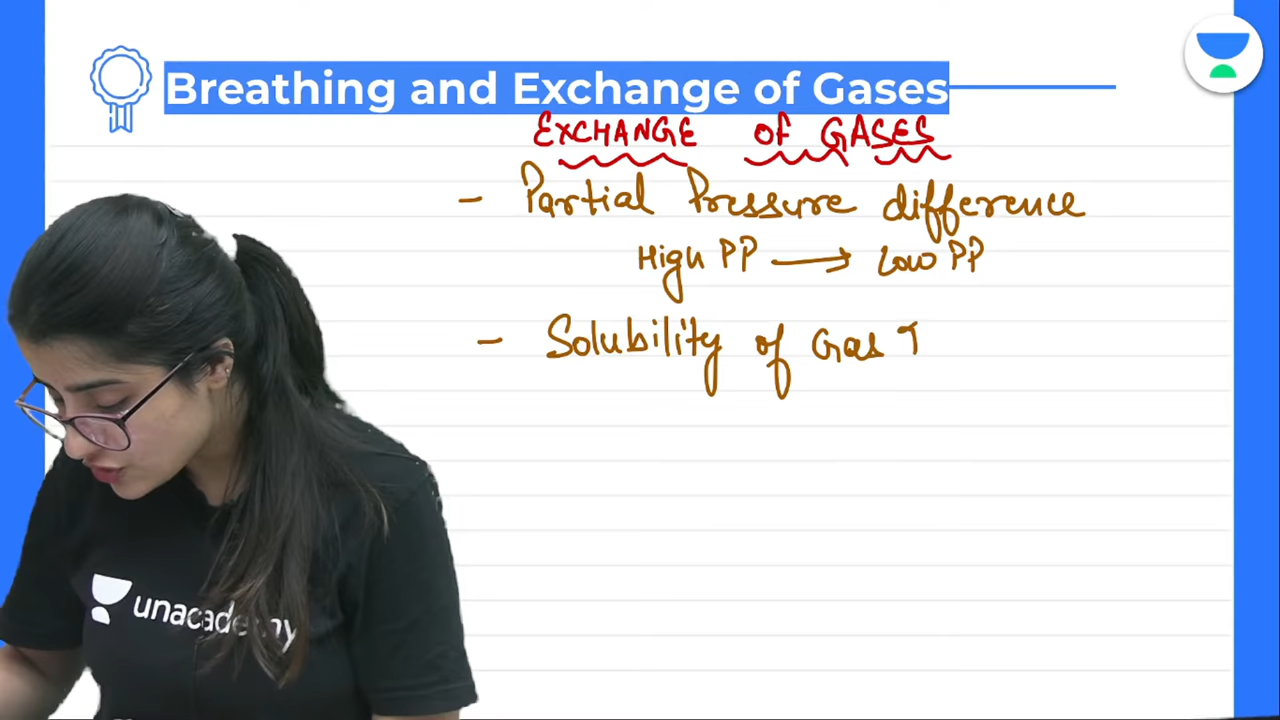 Breathing and Exchange of Gases
EXCHANGE OF GASES
- Partial Pressure difference
High PP → Low PP
- Solubility of Gas ↑
unacademy